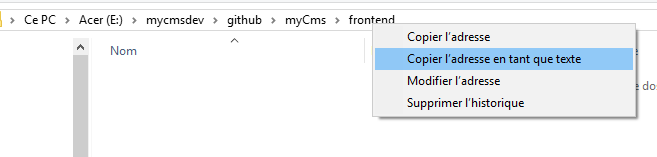 Ce PC > Acer (E:) > mycmsdev > github > myCms > frontend
Nom
Copier l'adresse
Copier l'adresse en tant que texte
Modifier l'adresse
Supprimer l'historique